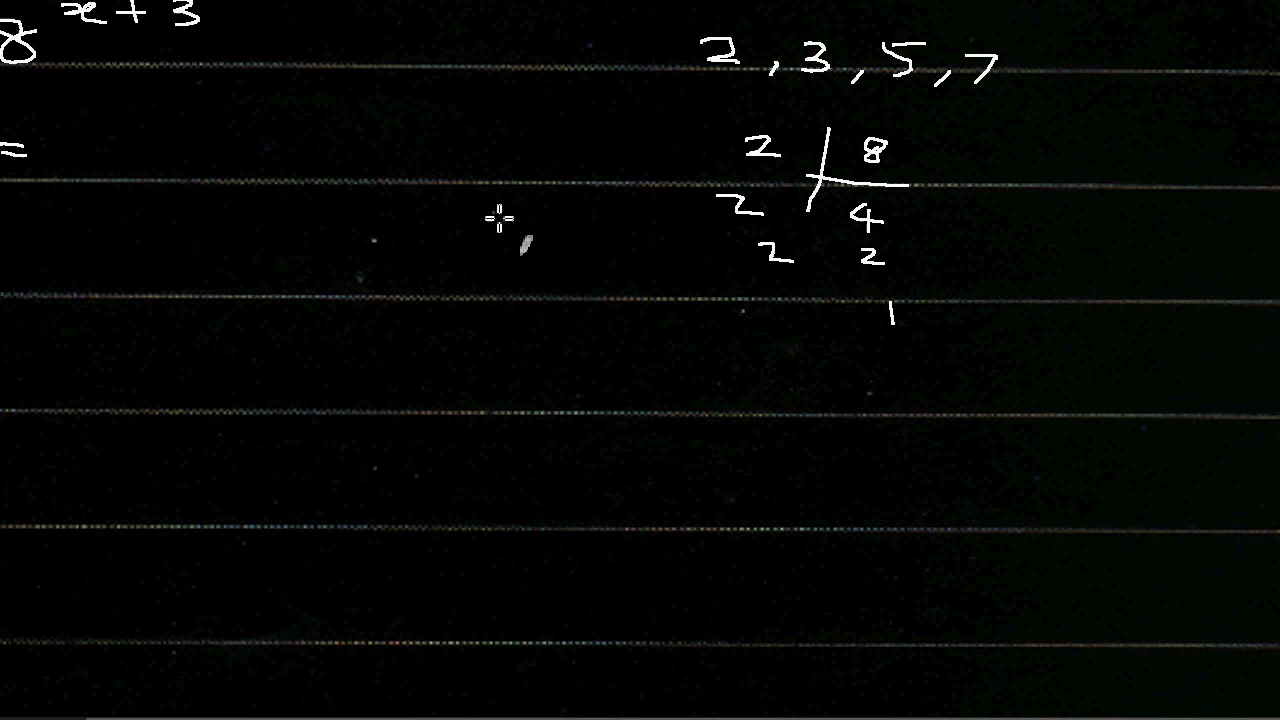 8^x+3
=
2, 3, 5, 7
2 | 8
2 4
2 2
1